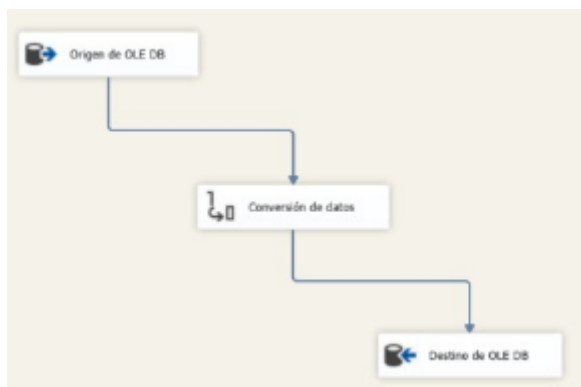 Origen de OLE DB
Conversión de datos
Destino de OLE DB